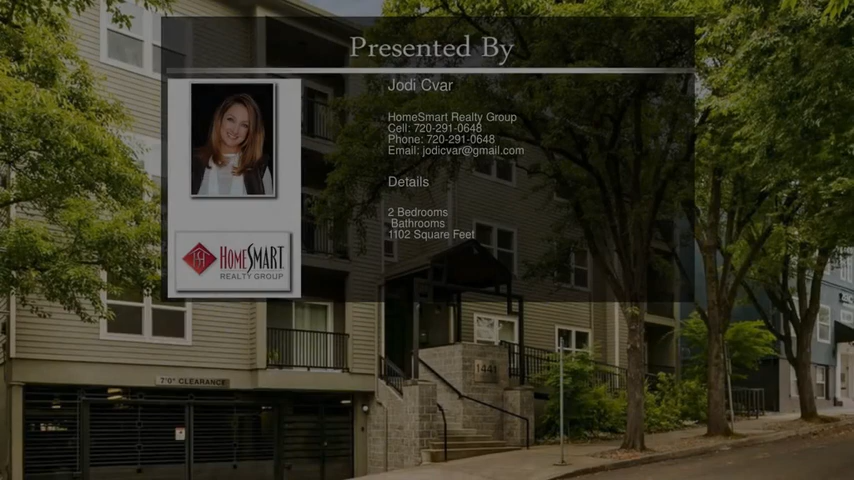 Presented By
Jodi Cvar
HomeSmart Realty Group
Cell: 720-291-0648
Phone: 720-291-0648
Email: jodicvar@gmail.com
Details
2 Bedrooms
Bathrooms
1102 Square Feet
HOMESMART
REALTY GROUP
1441
7'0" CLEARANCE